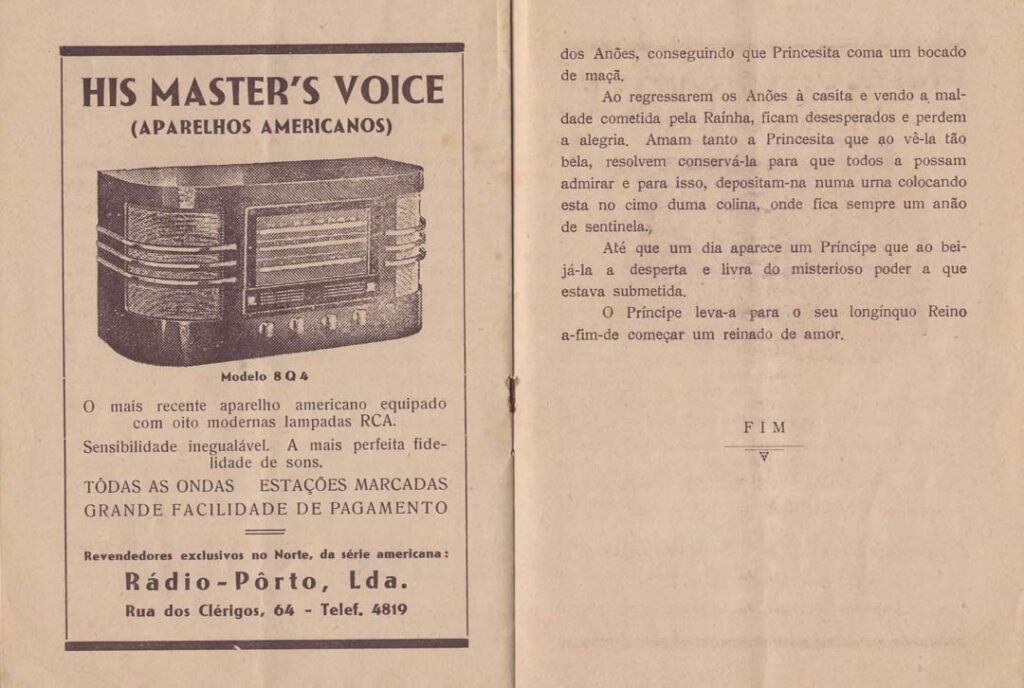 HIS MASTER'S VOICE
(APARELHOS AMERICANOS)
Modelo 8 Q 4
O mais recente aparelho americano equipado
com oito modernas lampadas RCA.
Sensibilidade inegualável. A mais perfeita fide-
lidade de sons.
TÔDAS AS ONDAS ESTAÇÕES MARCADAS
GRANDE FACILIDADE DE PAGAMENTO
Revendedores exclusivos no Norte, da série americana:
Rádio-Pôrto, Lda.
Rua dos Clérigos, 64 - Telef. 4819
dos Anões, conseguindo que Princesita coma um bocado
de maçã.
Ao regressarem os Anões à casita e vendo a mal-
dade cometida pela Raínha, ficam desesperados e perdem
a alegria. Amam tanto a Princesita que ao vê-la tão
bela, resolvem conservá-la para que todos a possam
admirar e para isso, depositam-na numa urna colocando
esta no cimo duma colina, onde fica sempre um anão
de sentinela.,
Até que um dia aparece um Príncipe que ao bei-
já-la a desperta e livra do misterioso poder a que
estava submetida.
O Príncipe leva-a para o seu longínquo Reino
a-fim-de começar um reinado de amor.
FIM